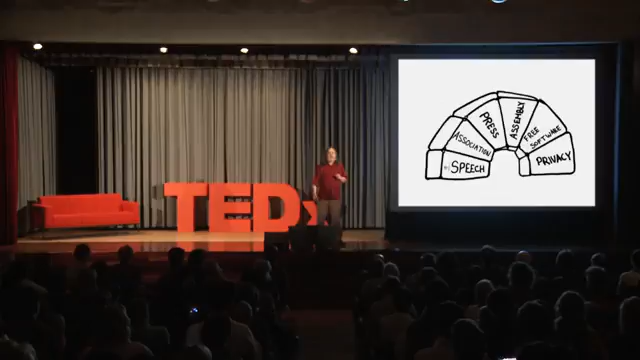 TEDx
ASSOCIATION
PRESS
ASSEMBLY
FREE
SOFTWARE
SPEECH
PRIVACY